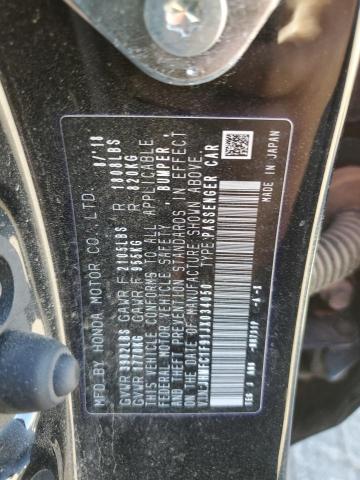 MFD.BY HONDA MOTOR CO.,LTD. 8/'18
GVWR 3902LBS GAWR F 2105LBS R 1808LBS
GVWR 1770KG GAWR F 955KG R 820KG
THIS VEHICLE CONFORMS TO ALL APPLICABLE
FEDERAL MOTOR VEHICLE SAFETY, BUMPER,
AND THEFT PREVENTION STANDARDS IN EFFECT
ON THE DATE OF MANUFACTURE SHOWN ABOVE.
TYPE:PASSENGER CAR
MADE IN JAPAN